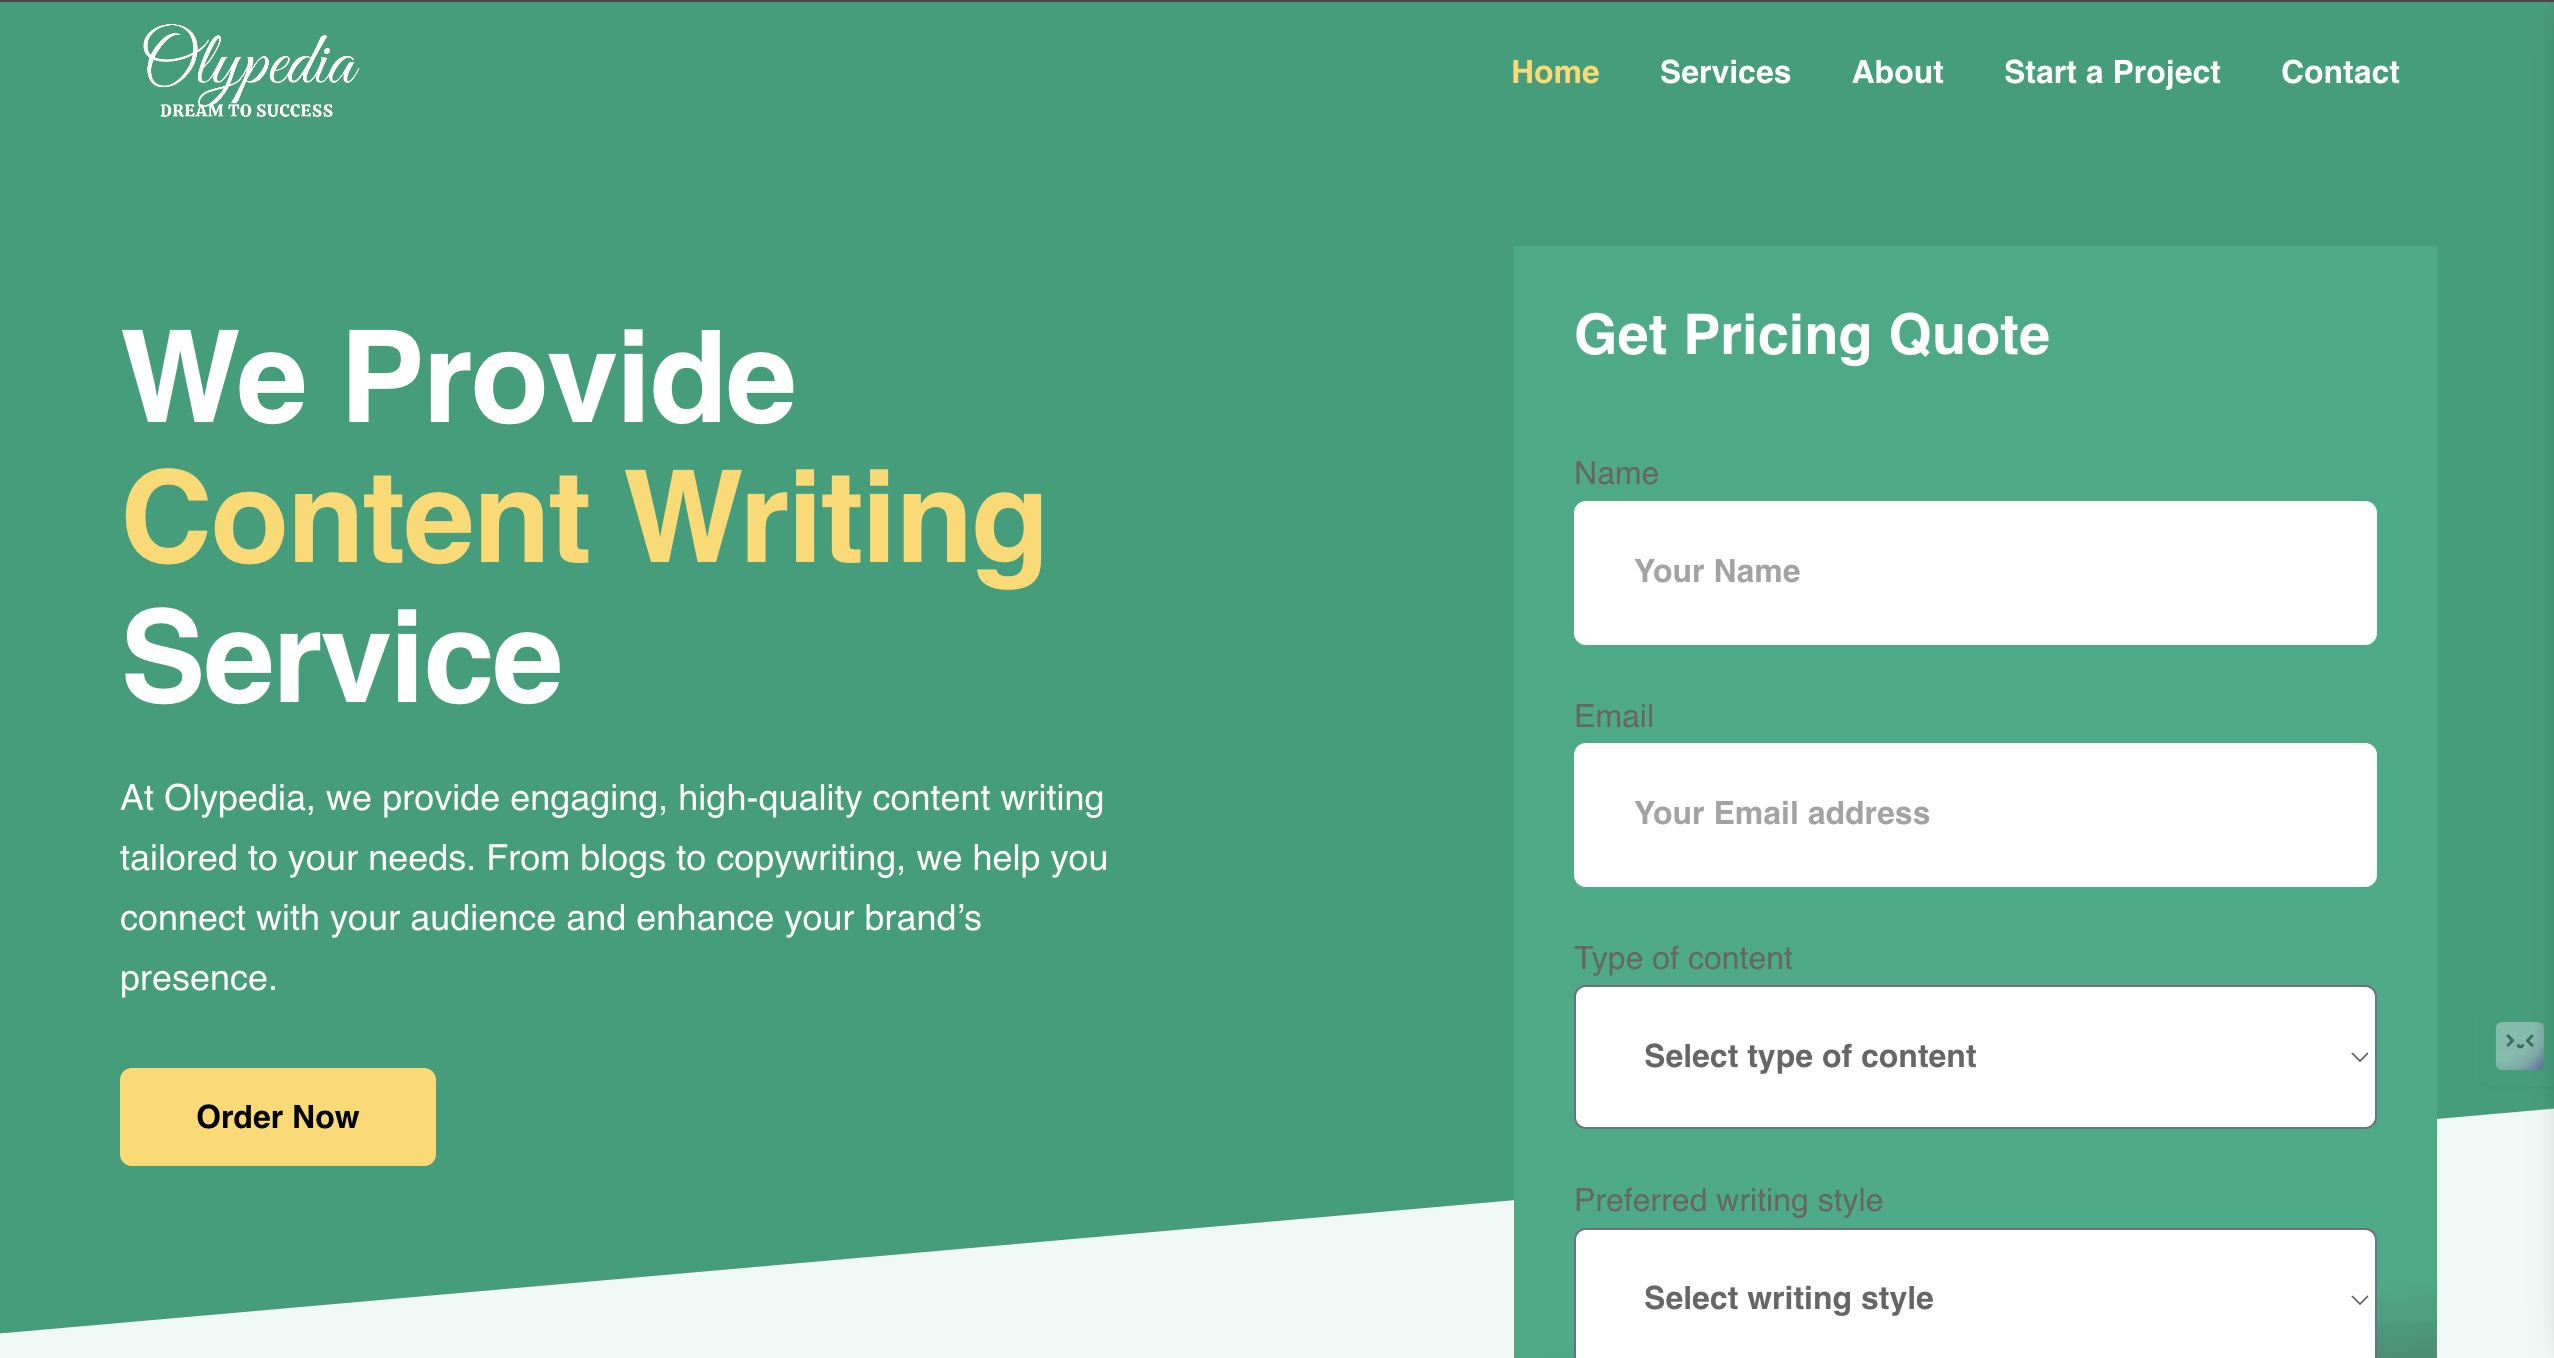 Olypedia
DREAM TO SUCCESS
Home Services About Start a Project Contact
We Provide
Content Writing
Service
At Olypedia, we provide engaging, high-quality content writing
tailored to your needs. From blogs to copywriting, we help you
connect with your audience and enhance your brand’s
presence.
Order Now
Get Pricing Quote
Name
Your Name
Email
Your Email address
Type of content
Select type of content
Preferred writing style
Select writing style